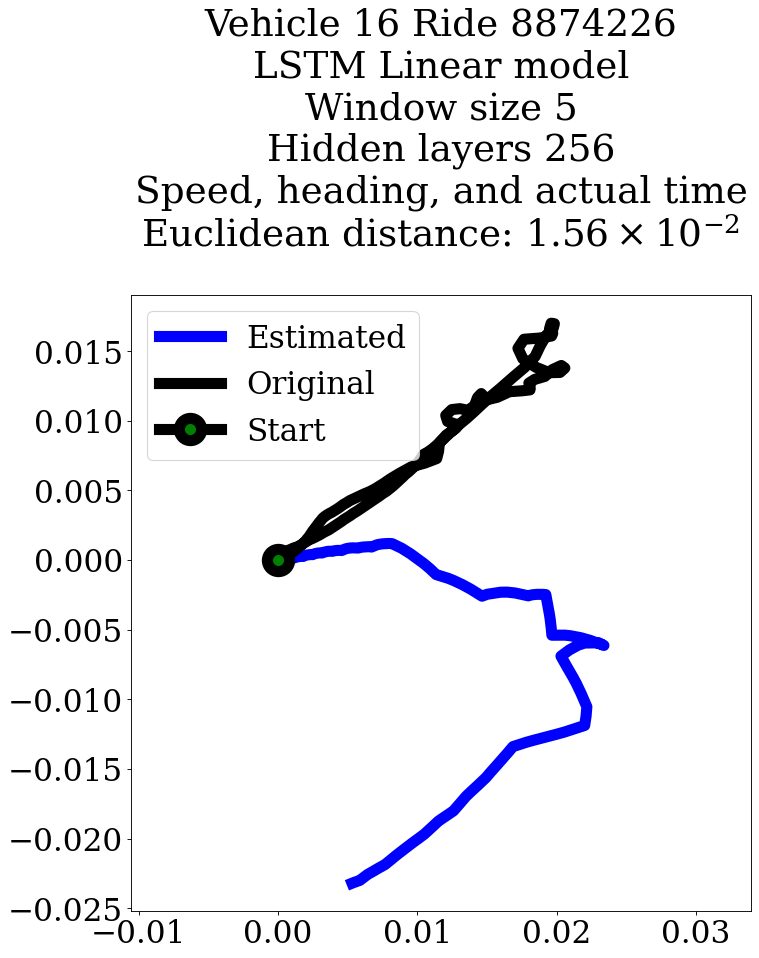 Vehicle 16 Ride 8874226
LSTM Linear model
Window size 5
Hidden layers 256
Speed, heading, and actual time
Euclidean distance: 1.56 × 10⁻²
Estimated
Original
Start
0.015
0.010
0.005
0.000
−0.005
−0.010
−0.015
−0.020
−0.025
−0.01 0.00 0.01 0.02 0.03